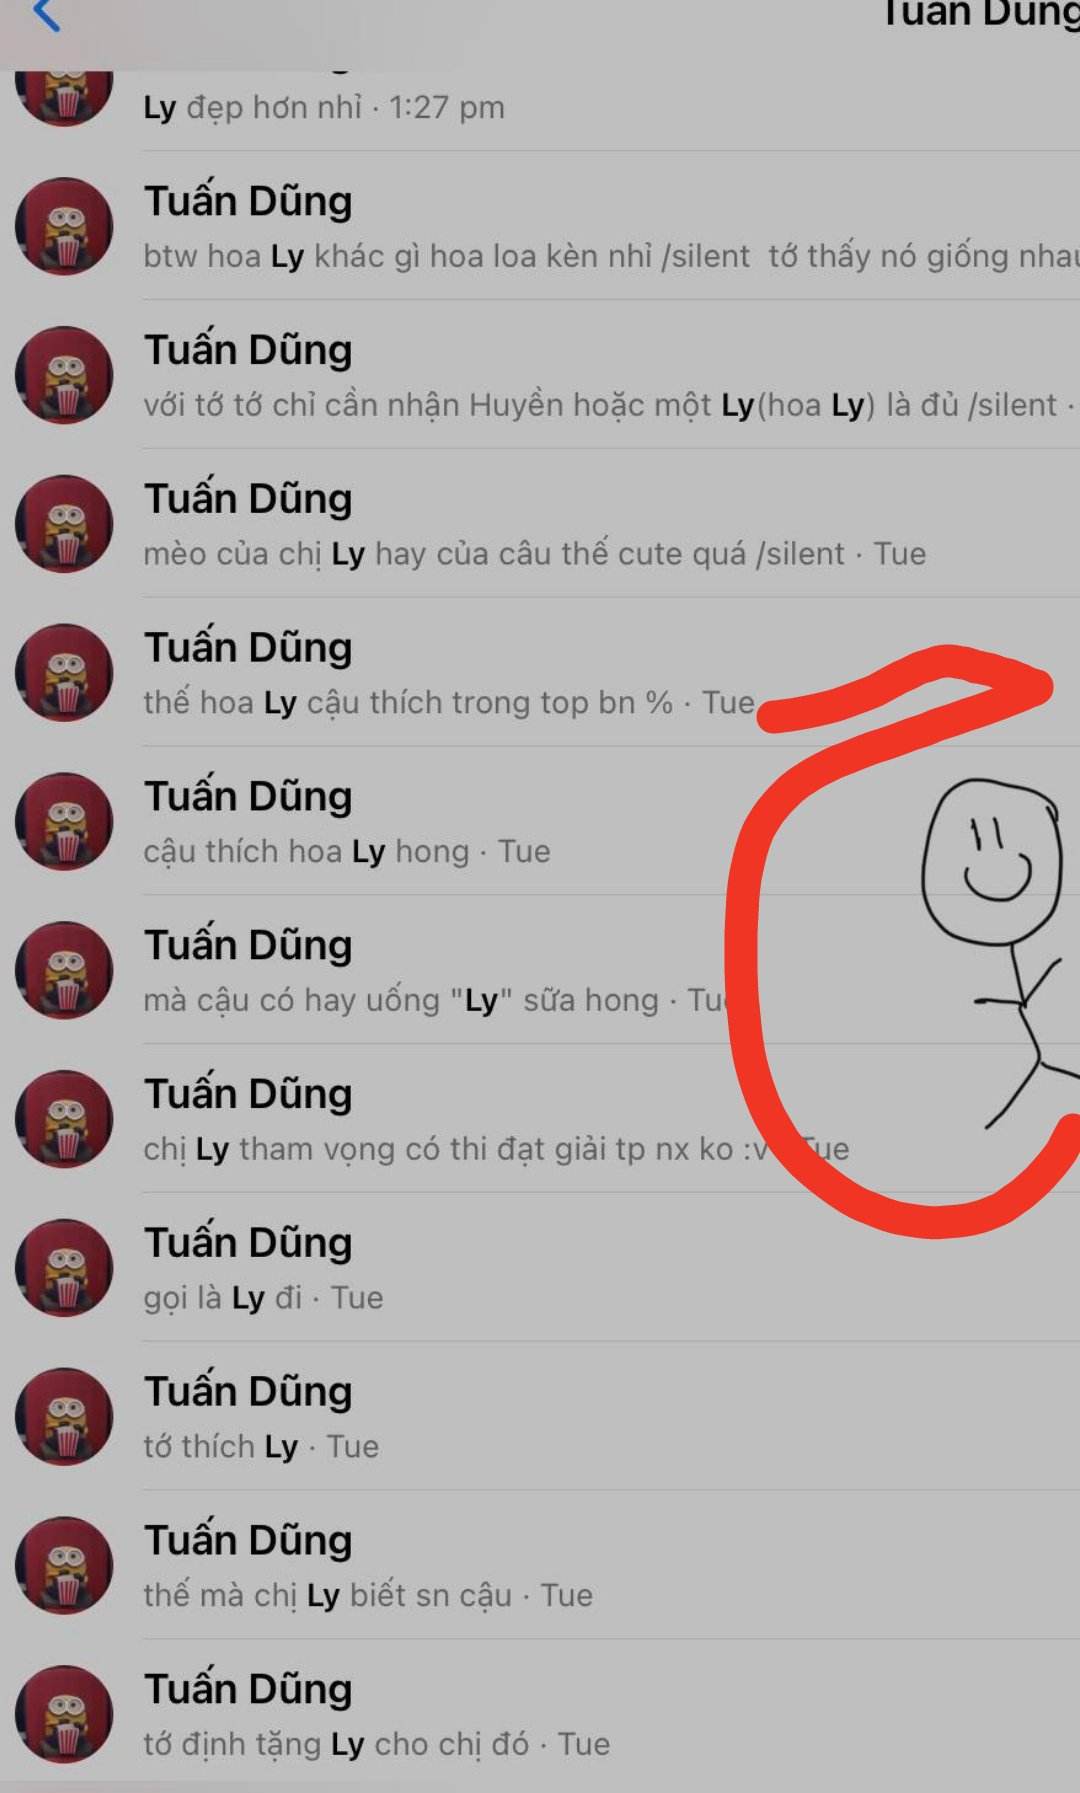 Tuấn Dũng
Ly đẹp hơn nhỉ · 1:27 pm
Tuấn Dũng
btw hoa Ly khác gì hoa loa kèn nhỉ /silent tớ thấy nó giống nhau
Tuấn Dũng
với tớ tớ chỉ cần nhận Huyền hoặc một Ly(hoa Ly) là đủ /silent ·
Tuấn Dũng
mèo của chị Ly hay của câu thế cute quá /silent · Tue
Tuấn Dũng
thế hoa Ly cậu thích trong top bn % · Tue
Tuấn Dũng
cậu thích hoa Ly hong · Tue
Tuấn Dũng
mà cậu có hay uống "Ly" sữa hong · Tue
Tuấn Dũng
chị Ly tham vọng có thi đạt giải tp nx ko :v · Tue
Tuấn Dũng
gọi là Ly đi · Tue
Tuấn Dũng
tớ thích Ly · Tue
Tuấn Dũng
thế mà chị Ly biết sn cậu · Tue
Tuấn Dũng
tớ định tặng Ly cho chị đó · Tue